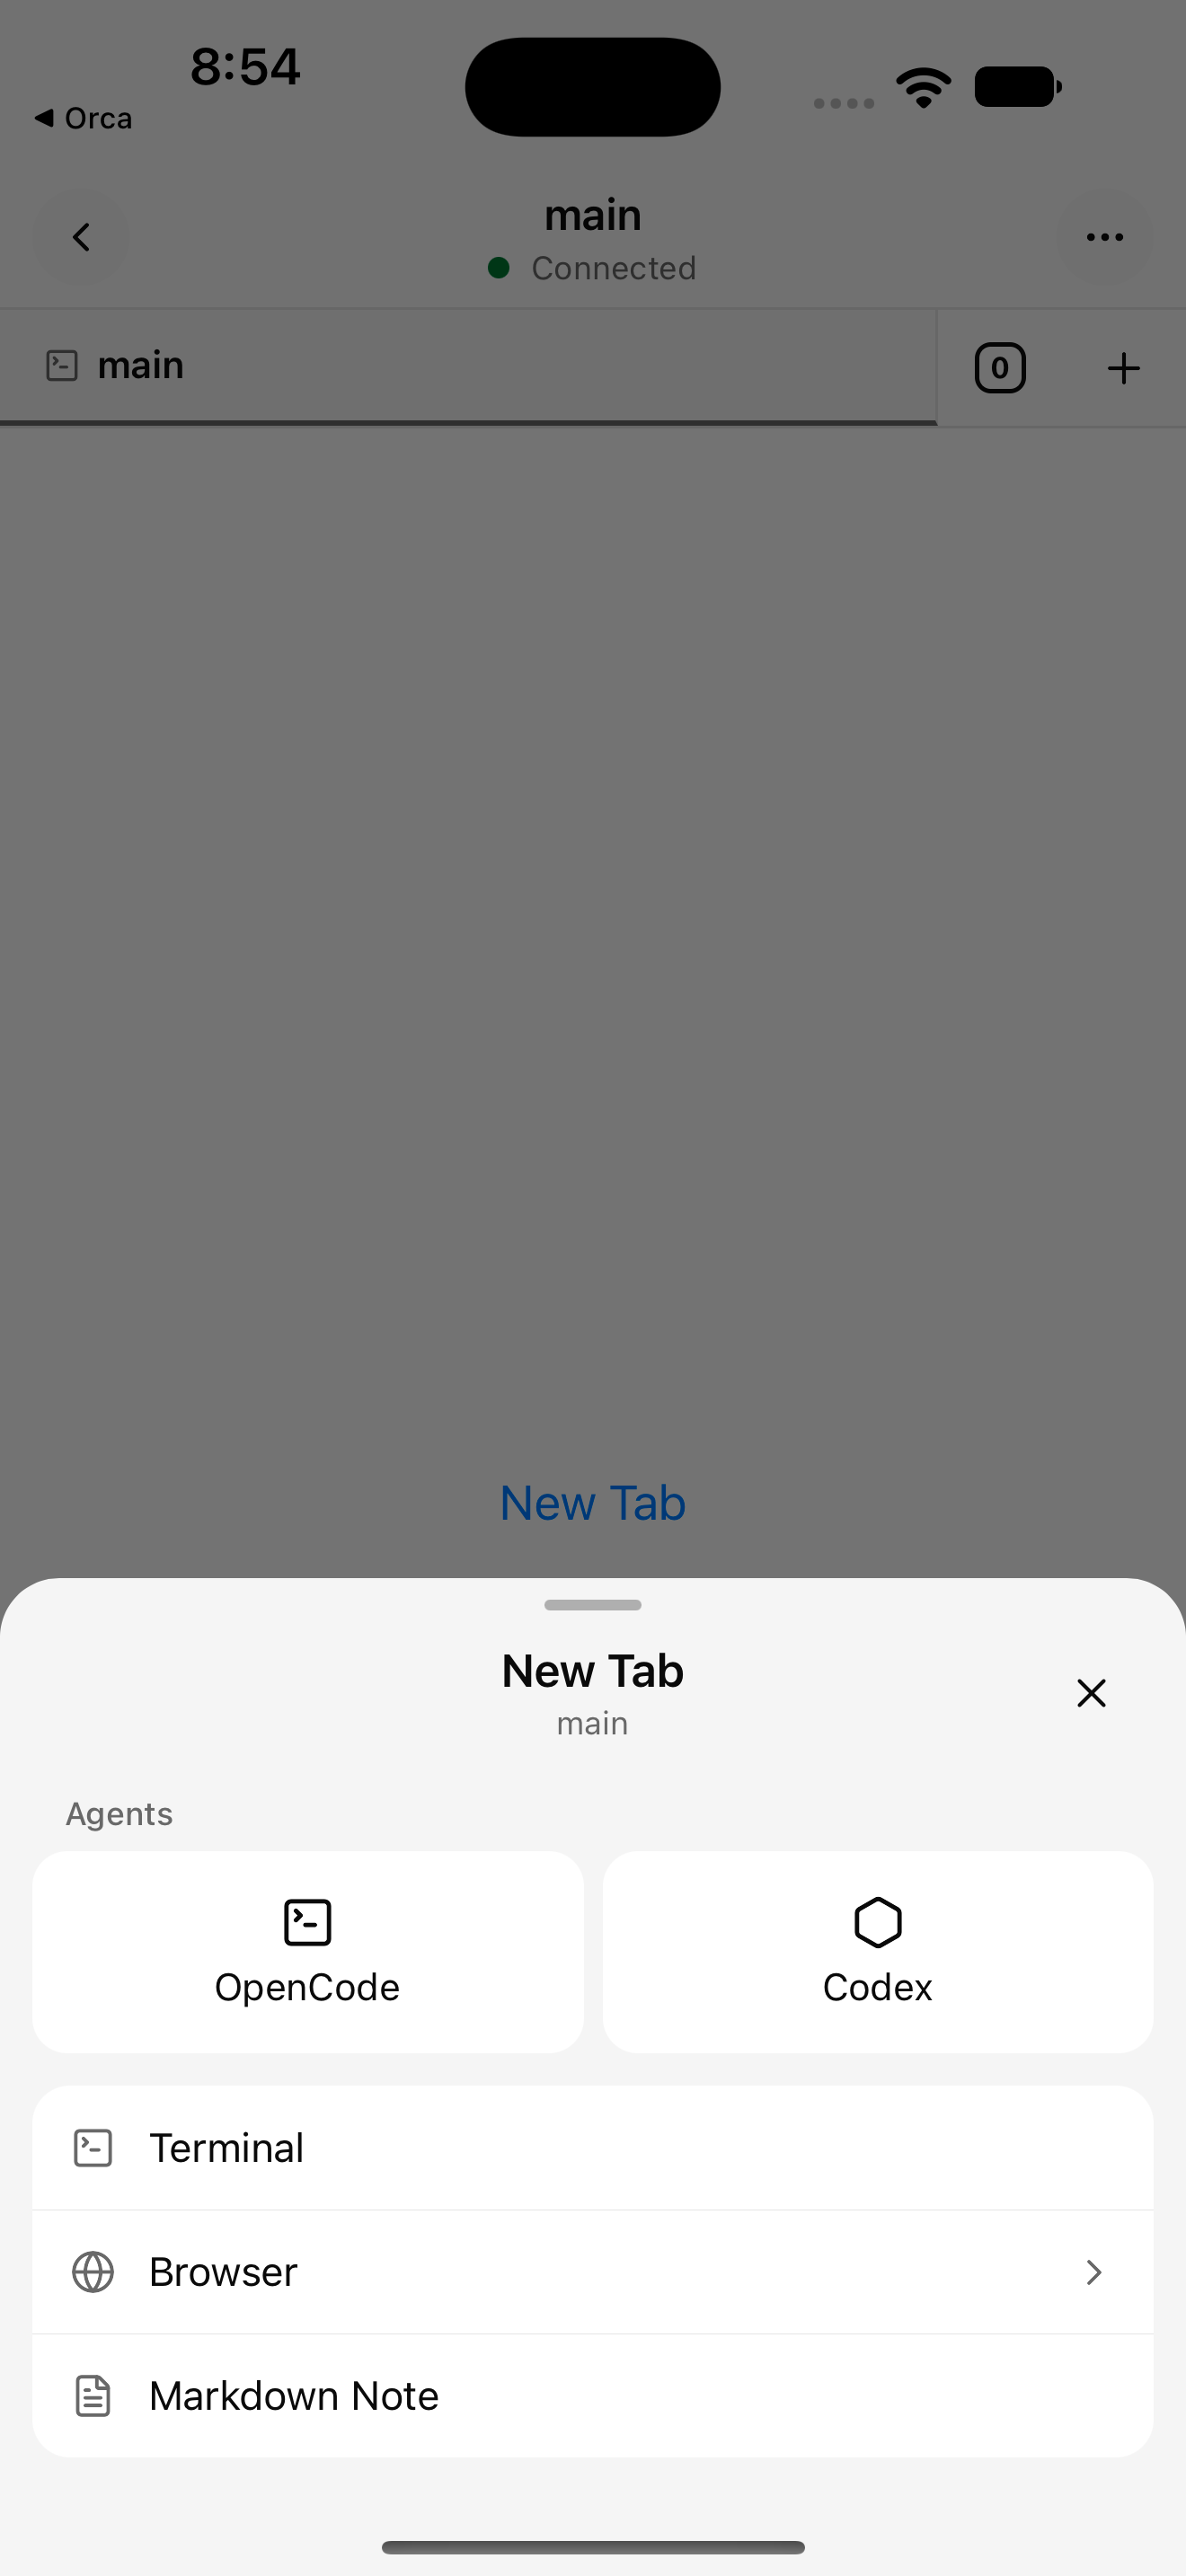 8:54
Orca
main
Connected
main
0
New Tab
New Tab
main
Agents
OpenCode
Codex
Terminal
Browser
Markdown Note